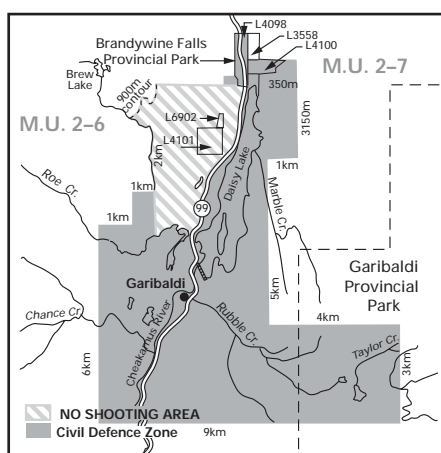 L4098
L3558
L4100
Brandywine Falls
Provincial Park
M.U. 2–7
Brew
Lake
900m
contour
350m
M.U. 2–6
L6902
3150m
L4101
2km
Daisy Lake
1km
Roe Cr.
1km
Marble Cr.
99
1km
Garibaldi
Provincial
Park
Garibaldi
5km
Chance Cr.
Cheakamus River
Rubble Cr.
4km
6km
Taylor Cr.
3km
NO SHOOTING AREA
Civil Defence Zone
9km